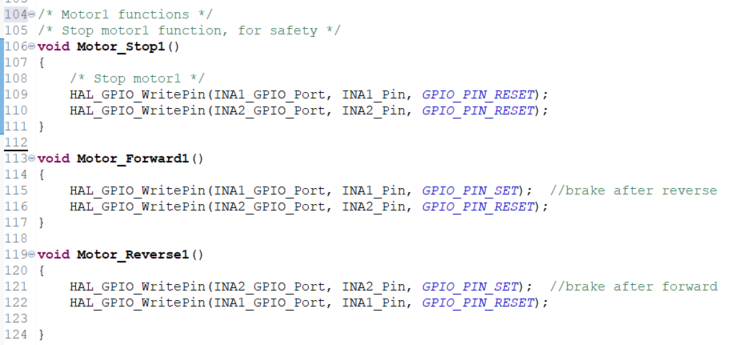 104 /* Motor1 functions */
105 /* Stop motor1 function, for safety */
106 void Motor_Stop1()
107 {
108     /* Stop motor1 */
109     HAL_GPIO_WritePin(INA1_GPIO_Port, INA1_Pin, GPIO_PIN_RESET);
110     HAL_GPIO_WritePin(INA2_GPIO_Port, INA2_Pin, GPIO_PIN_RESET);
111 }
112
113 void Motor_Forward1()
114 {
115     HAL_GPIO_WritePin(INA1_GPIO_Port, INA1_Pin, GPIO_PIN_SET);  //brake after reverse
116     HAL_GPIO_WritePin(INA2_GPIO_Port, INA2_Pin, GPIO_PIN_RESET);
117 }
118
119 void Motor_Reverse1()
120 {
121     HAL_GPIO_WritePin(INA2_GPIO_Port, INA2_Pin, GPIO_PIN_SET);  //brake after forward
122     HAL_GPIO_WritePin(INA1_GPIO_Port, INA1_Pin, GPIO_PIN_RESET);
123
124 }